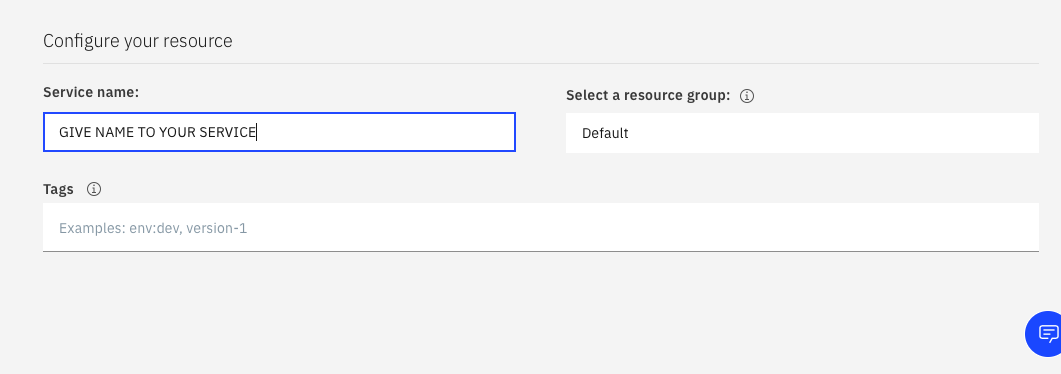 Configure your resource
Service name:
GIVE NAME TO YOUR SERVICE
Select a resource group:
Default
Tags
Examples: env:dev, version-1